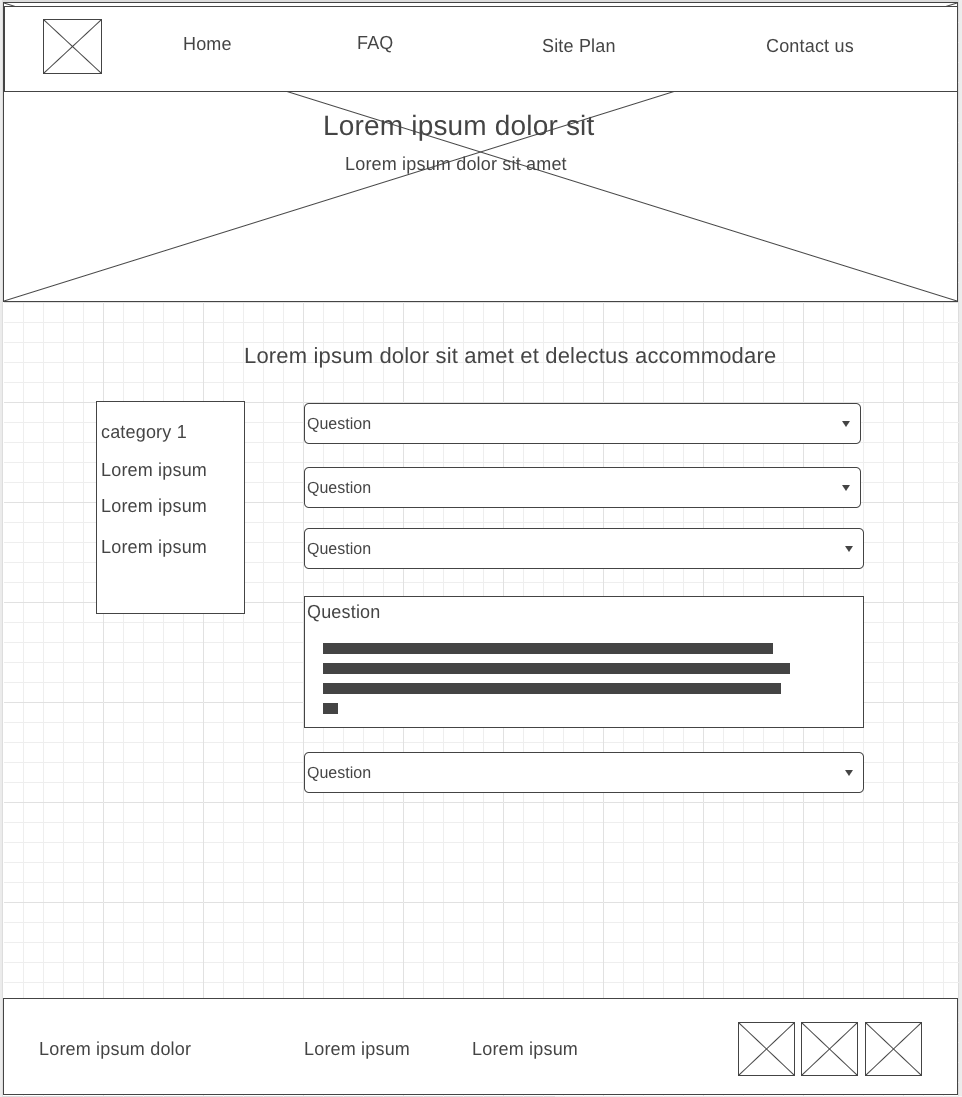 Home
FAQ
Site Plan
Contact us
Lorem ipsum dolor sit
Lorem ipsum dolor sit amet
Lorem ipsum dolor sit amet et delectus accommodare
category 1
Lorem ipsum
Lorem ipsum
Lorem ipsum
Question
Question
Question
Question
Question
Lorem ipsum dolor
Lorem ipsum
Lorem ipsum